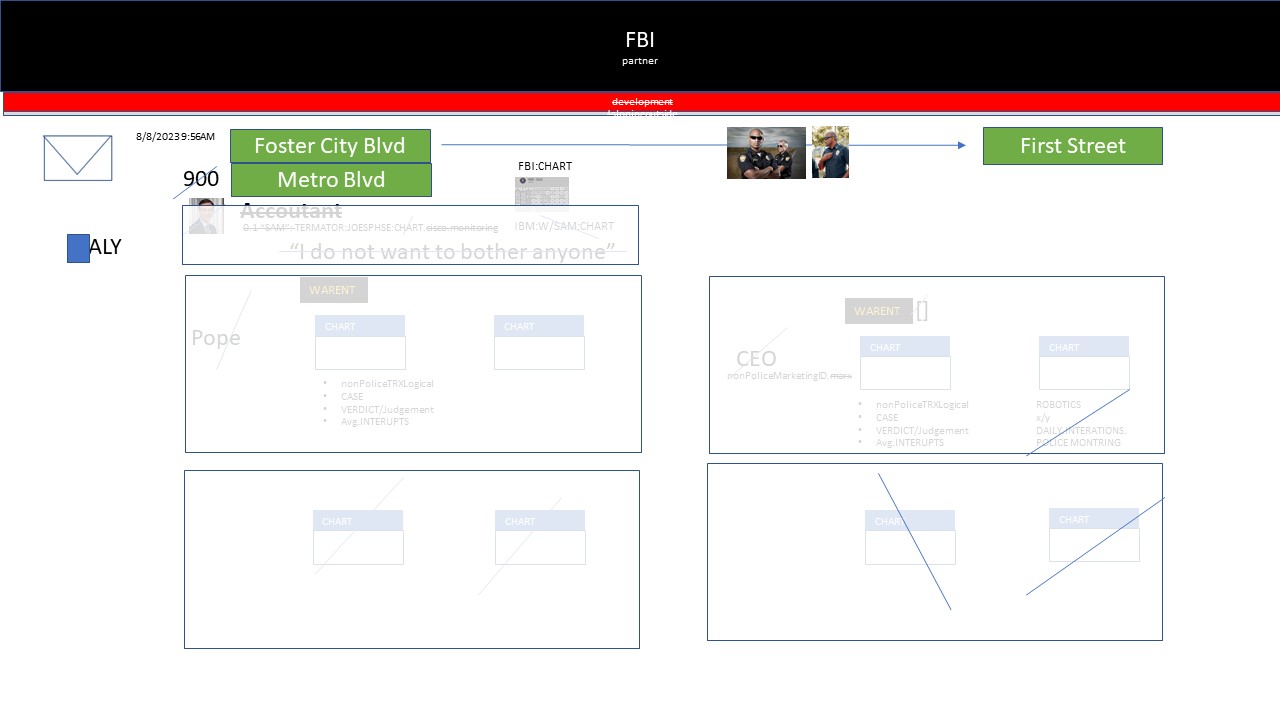 FBI
partner
development
8/8/2023 9:56AM
Foster City Blvd
First Street
900
Metro Blvd
FBI:CHART
Accoutant
0.1 "SAM": TERMATOR:JOESPHSE:CHART.cisco.monitoring
IBM:W/SAM:CHART
ALY
“I do not want to bother anyone”
WARENT
Pope
CHART
CHART
nonPoliceTRXLogical
CASE
VERDICT/Judgement
Avg.INTERUPTS
WARENT
[]
CEO
nonPoliceMarketingID.marx
CHART
CHART
nonPoliceTRXLogical
CASE
VERDICT/Judgement
Avg.INTERUPTS
ROBOTICS
x/y
DAILY INTERATIONS.
POLICE MONTRING
CHART
CHART
CHART
CHART